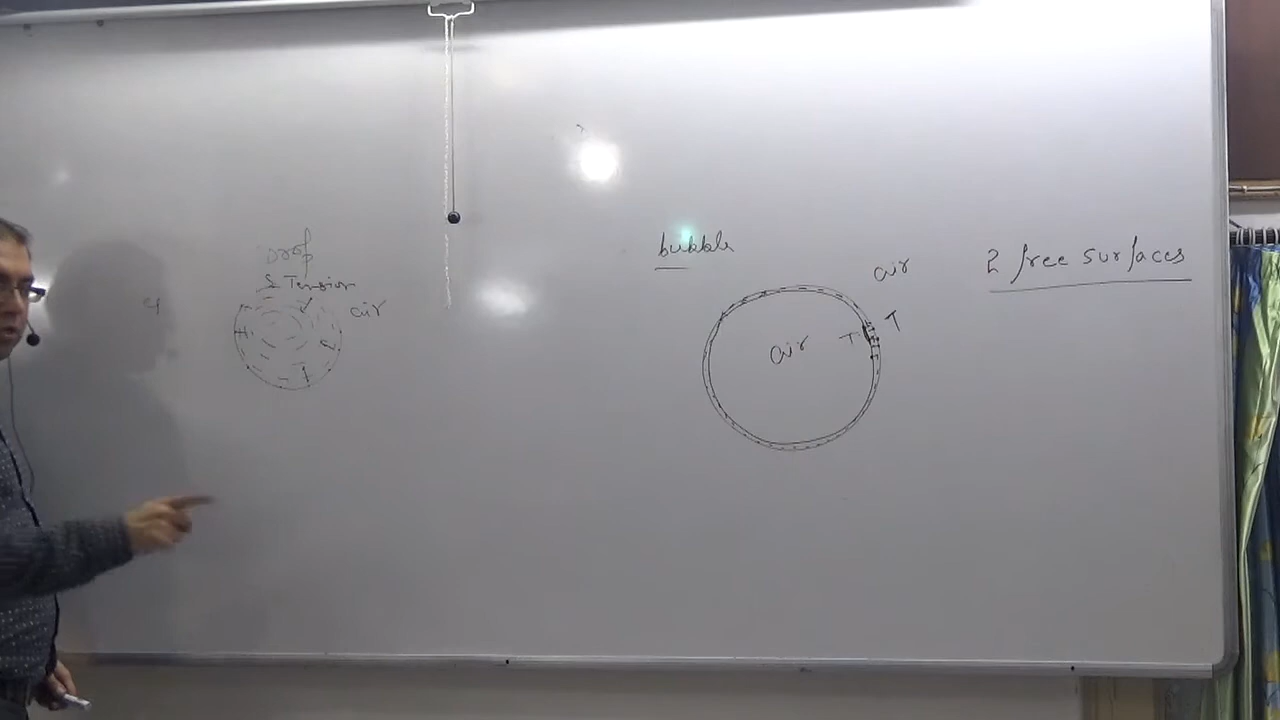 drop
S. Tension
air
bubble
air
2 free surfaces
T
T
air